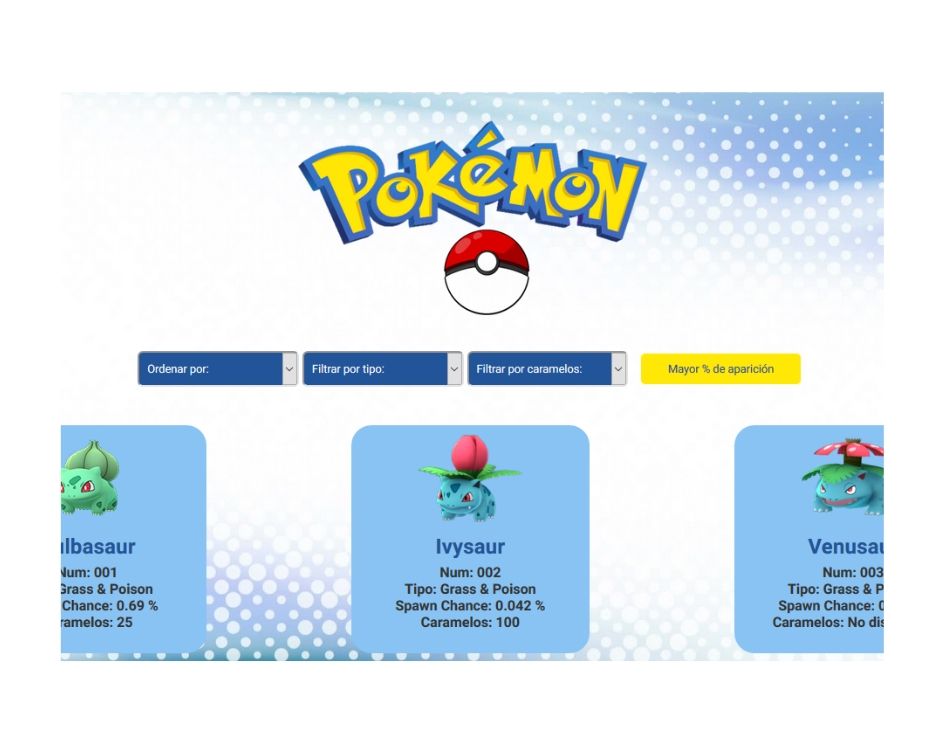 POKéMON
Ordenar por:
Filtrar por tipo:
Filtrar por caramelos:
Mayor % de aparición
lbasaur
Num: 001
Grass & Poison
Chance: 0.69 %
ramelos: 25
Ivysaur
Num: 002
Tipo: Grass & Poison
Spawn Chance: 0.042 %
Caramelos: 100
Venusau
Num: 003
Tipo: Grass & P
Spawn Chance: 0
Caramelos: No dis